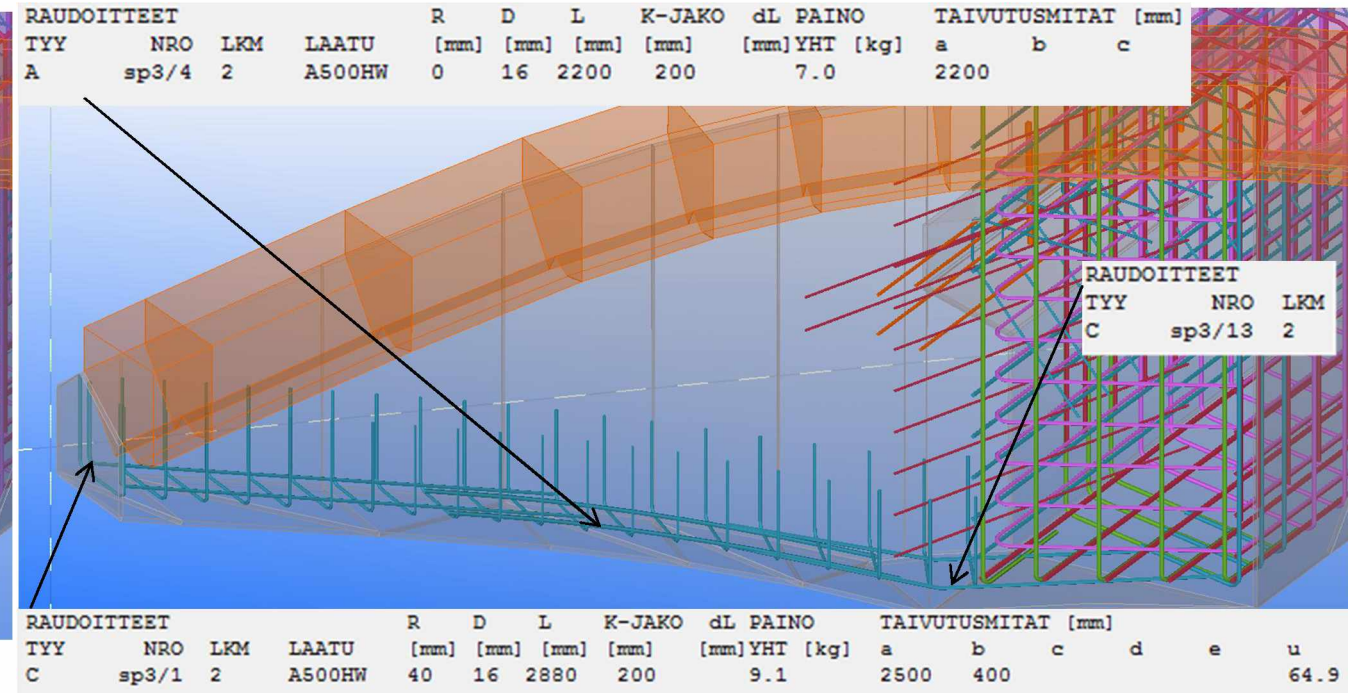 RAUDOITTEET R D L K-JAKO dL PAINO TAIVUTUSMITAT [mm]
TYY NRO LKM LAATU [mm] [mm] [mm] [mm] [mm] YHT [kg] a b c
A sp3/4 2 A500HW 0 16 2200 200 7.0 2200
RAUDOITTEET
TYY NRO LKM
C sp3/13 2
RAUDOITTEET R D L K-JAKO dL PAINO TAIVUTUSMITAT [mm]
TYY NRO LKM LAATU [mm] [mm] [mm] [mm] [mm] YHT [kg] a b c d e u
C sp3/1 2 A500HW 40 16 2880 200 9.1 2500 400 64.9